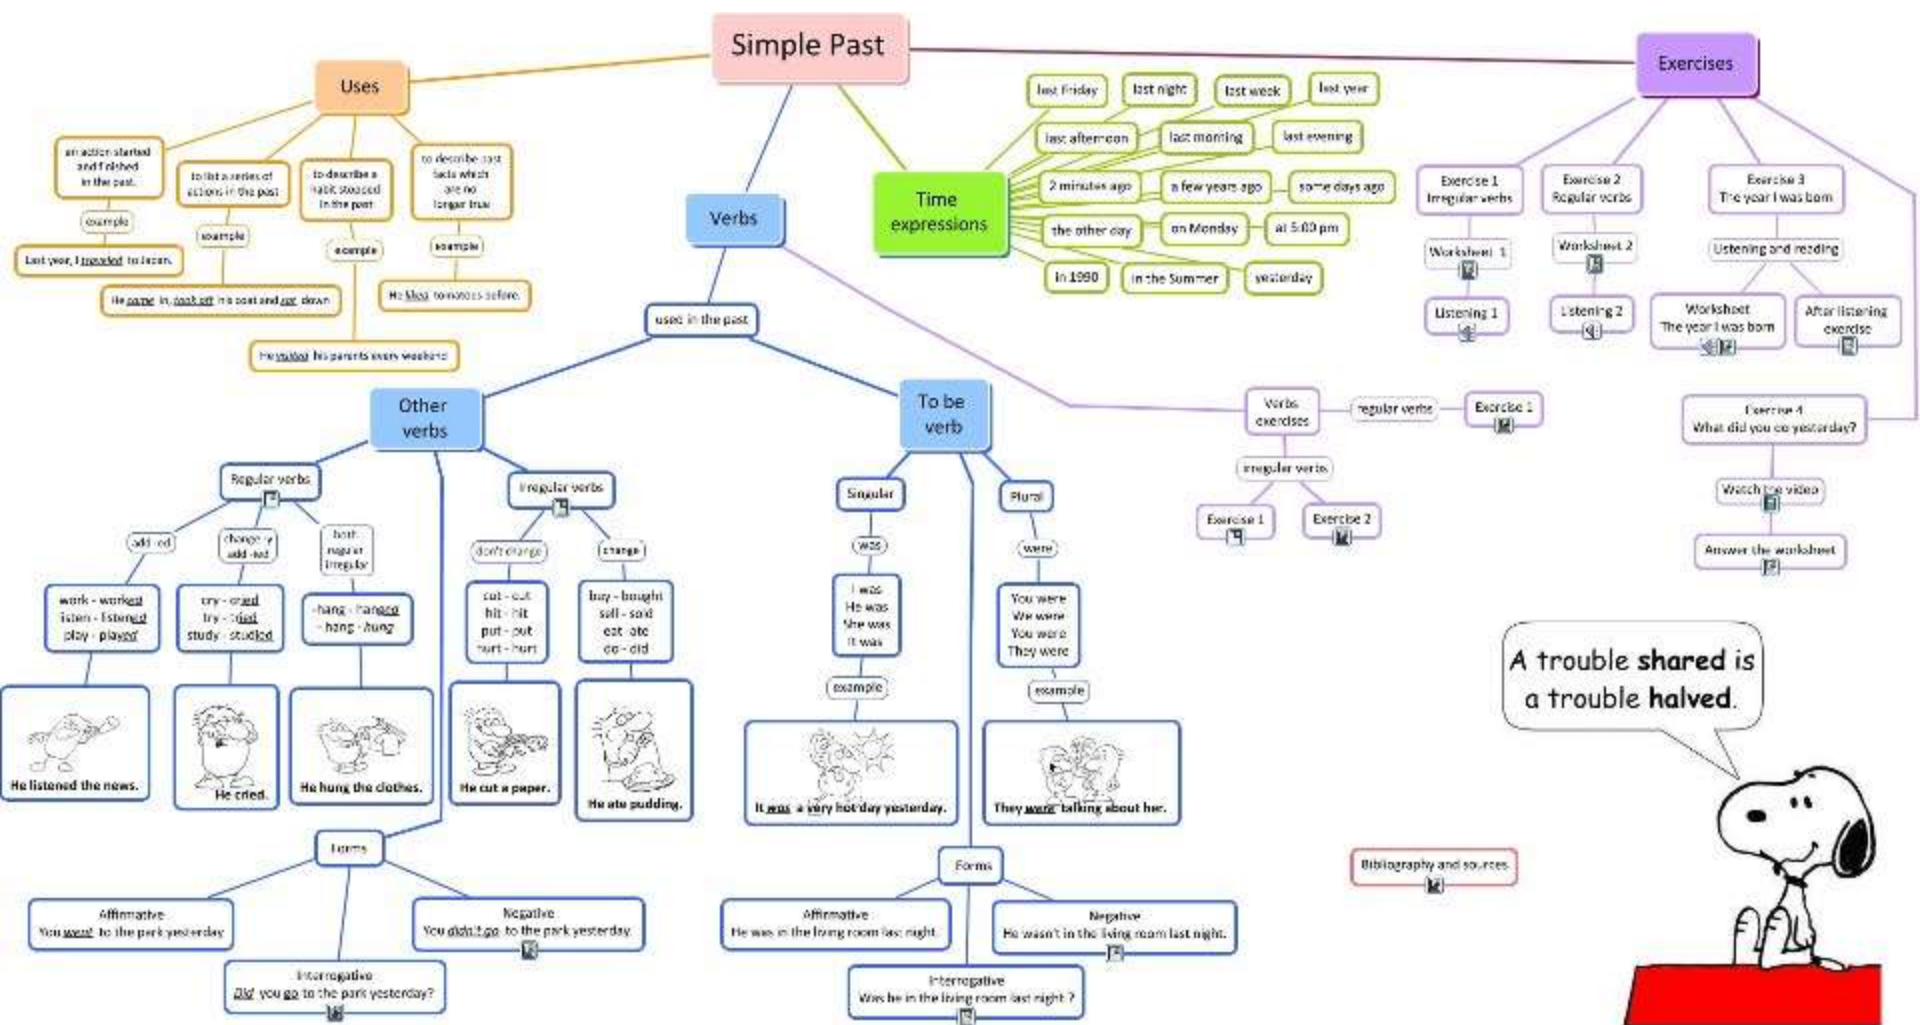 Simple Past
Uses
an action started
and finished
in the past.
example
Last year, I traveled to Japan.
to list a series of
actions in the past
example
He came in, took off his coat and sat down
to describe a
habit stopped
in the past
example
He visited his parents every weekend
to describe past
facts which
are no
longer true
example
He liked tomatoes before.
Time
expressions
last Friday
last night
last week
last year
last afternoon
last morning
last evening
2 minutes ago
a few years ago
some days ago
the other day
on Monday
at 5:00 pm
in 1990
in the Summer
yesterday
Exercises
Exercise 1
Irregular verbs
Worksheet 1
Listening 1
Exercise 2
Regular verbs
Worksheet 2
Listening 2
Exercise 3
The year I was born
Listening and reading
Worksheet
The year I was born
After listening
exercise
Exercise 4
What did you do yesterday?
Watch the video
Answer the worksheet
Verbs
used in the past
Verbs
exercises
regular verbs
Exercise 1
irregular verbs
Exercise 1
Exercise 2
Other
verbs
Regular verbs
add -ed
work - worked
listen - listened
play - played
He listened the news.
change -y
add -ied
cry - cried
try - tried
study - studied
He cried.
both
regular
irregular
-hang - hanged
- hang - hung
He hung the clothes.
Irregular verbs
don't change
cut - cut
hit - hit
put - put
hurt - hurt
He cut a paper.
change
buy - bought
sell - sold
eat -ate
do - did
He ate pudding.
Forms
Affirmative
You went to the park yesterday
Interrogative
Did you go to the park yesterday?
Negative
You didn't go to the park yesterday
To be
verb
Singular
was
I was
He was
She was
It was
example
It was a very hot day yesterday.
Plural
were
You were
We were
You were
They were
example
They were talking about her.
Forms
Affirmative
He was in the living room last night.
Interrogative
Was he in the living room last night ?
Negative
He wasn't in the living room last night.
A trouble shared is
a trouble halved.
Bibliography and sources